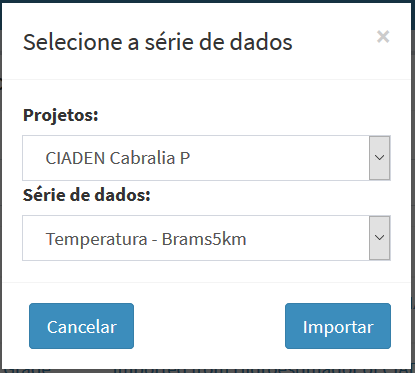 Selecione a série de dados
×
Projetos:
CIADEN Cabralia P
Série de dados:
Temperatura - Brams5km
Cancelar
Importar